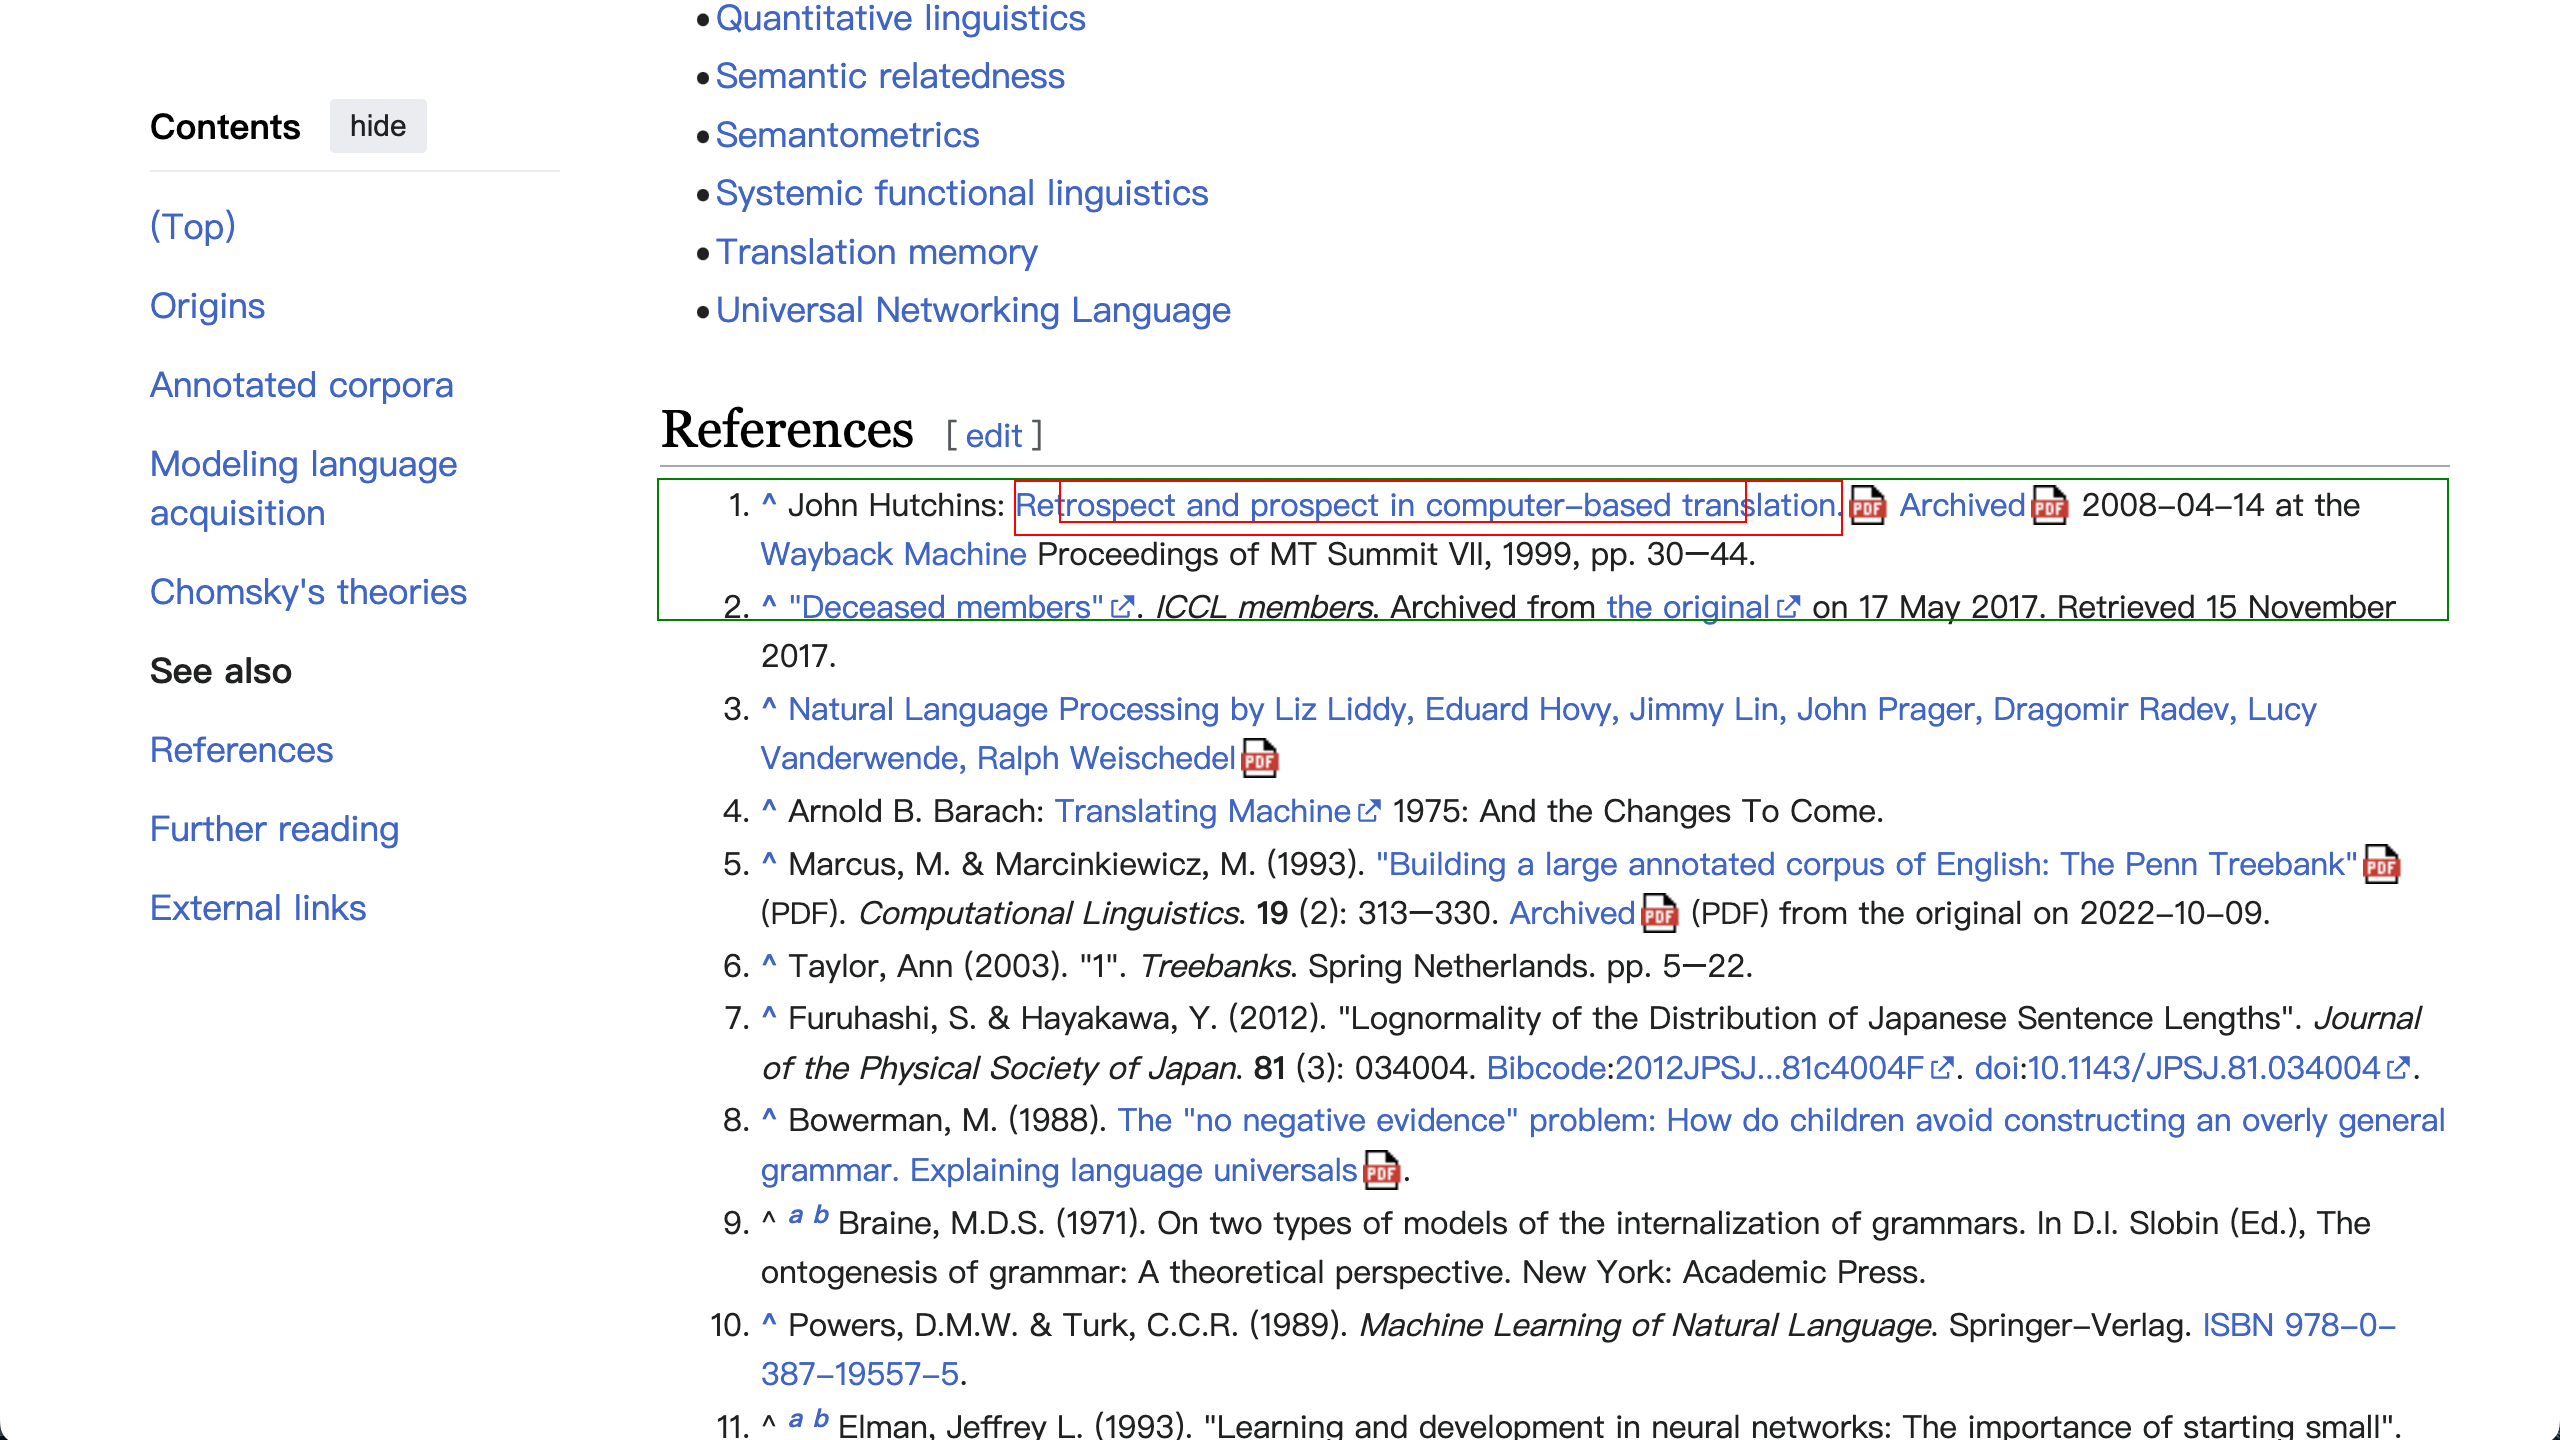 Quantitative linguistics
Semantic relatedness
Semantometrics
Systemic functional linguistics
Translation memory
Universal Networking Language
Contents hide
(Top)
Origins
Annotated corpora
Modeling language
acquisition
Chomsky's theories
See also
References
Further reading
External links
References [ edit ]
1. ^ John Hutchins: Retrospect and prospect in computer-based translation. PDF Archived PDF 2008-04-14 at the
Wayback Machine Proceedings of MT Summit VII, 1999, pp. 30–44.
2. ^ "Deceased members". ICCL members. Archived from the original on 17 May 2017. Retrieved 15 November
2017.
3. ^ Natural Language Processing by Liz Liddy, Eduard Hovy, Jimmy Lin, John Prager, Dragomir Radev, Lucy
Vanderwende, Ralph Weischedel PDF
4. ^ Arnold B. Barach: Translating Machine 1975: And the Changes To Come.
5. ^ Marcus, M. & Marcinkiewicz, M. (1993). "Building a large annotated corpus of English: The Penn Treebank" PDF
(PDF). Computational Linguistics. 19 (2): 313–330. Archived PDF (PDF) from the original on 2022-10-09.
6. ^ Taylor, Ann (2003). "1". Treebanks. Spring Netherlands. pp. 5–22.
7. ^ Furuhashi, S. & Hayakawa, Y. (2012). "Lognormality of the Distribution of Japanese Sentence Lengths". Journal
of the Physical Society of Japan. 81 (3): 034004. Bibcode:2012JPSJ...81c4004F. doi:10.1143/JPSJ.81.034004.
8. ^ Bowerman, M. (1988). The "no negative evidence" problem: How do children avoid constructing an overly general
grammar. Explaining language universals PDF.
9. ^ a b Braine, M.D.S. (1971). On two types of models of the internalization of grammars. In D.I. Slobin (Ed.), The
ontogenesis of grammar: A theoretical perspective. New York: Academic Press.
10. ^ Powers, D.M.W. & Turk, C.C.R. (1989). Machine Learning of Natural Language. Springer-Verlag. ISBN 978-0-
387-19557-5.
11. ^ a b Elman, Jeffrey L. (1993). "Learning and development in neural networks: The importance of starting small".